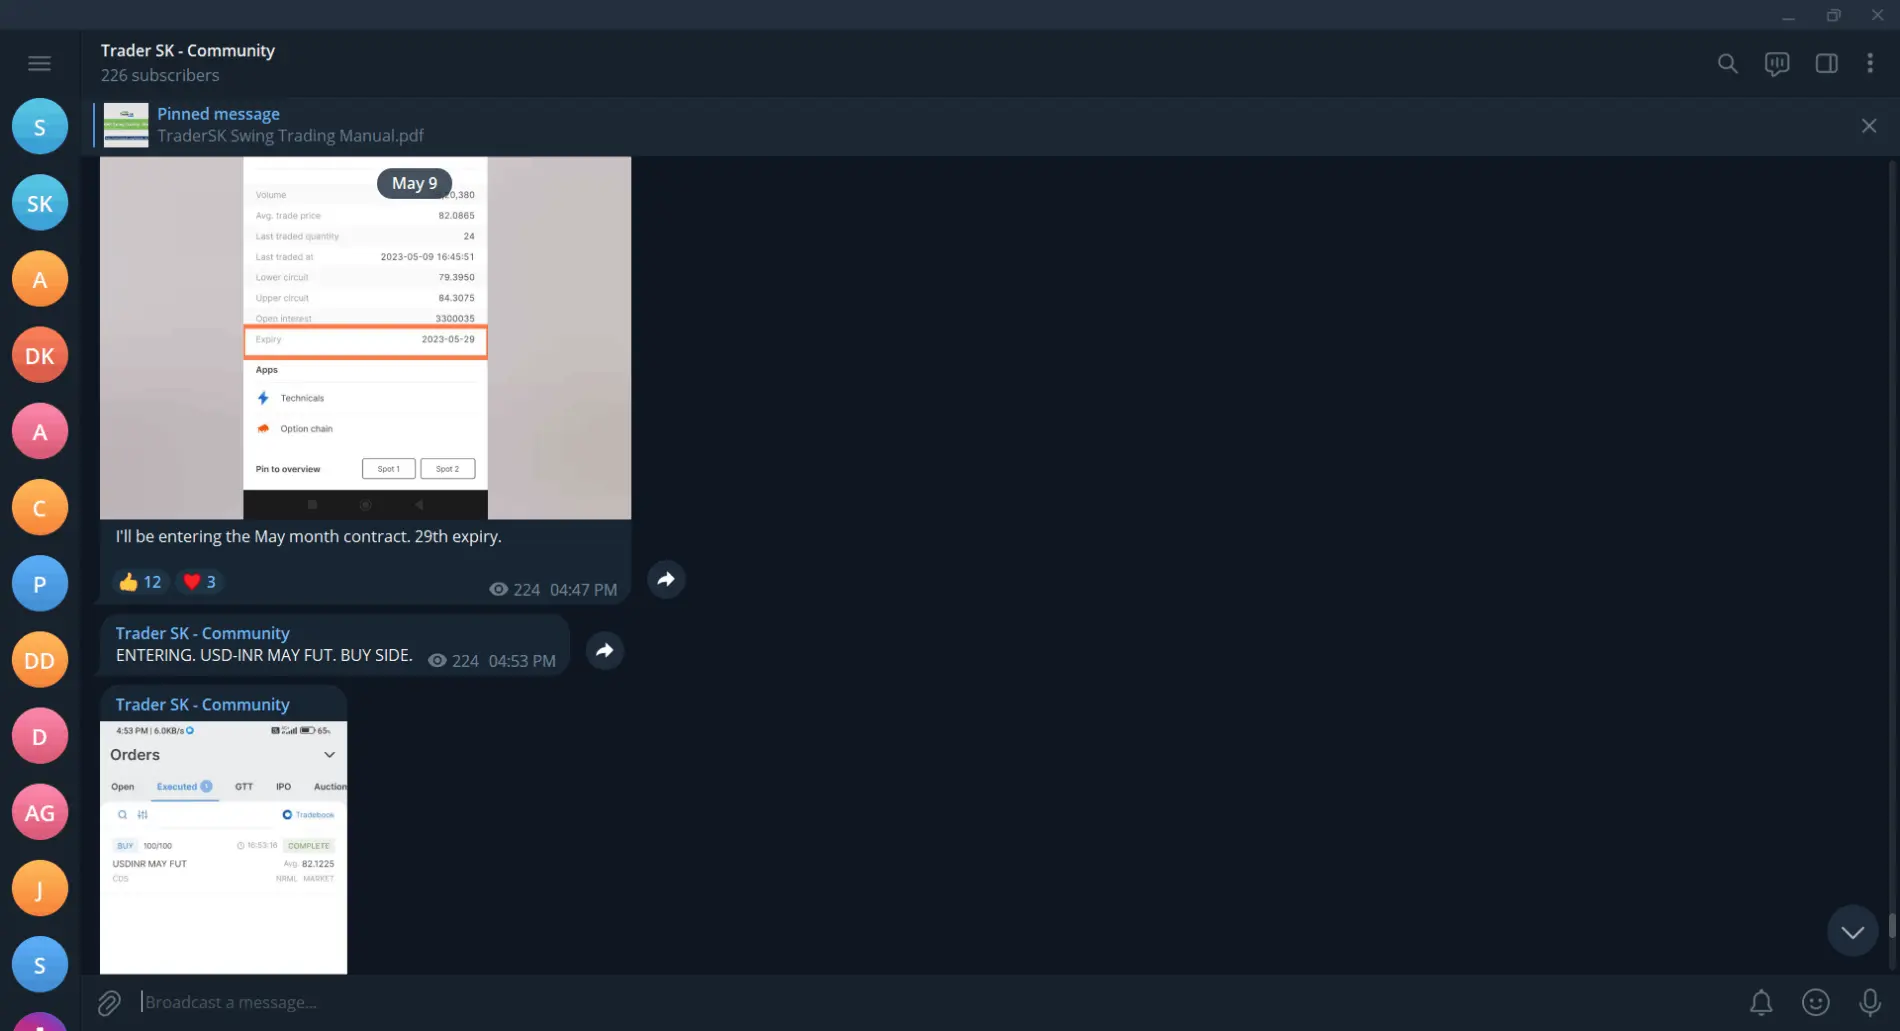 Trader SK - Community
226 subscribers
Pinned message
TraderSK Swing Trading Manual.pdf
May 9
Volume 20,380
Avg. trade price 82.0865
Last traded quantity 24
Last traded at 2023-05-09 16:45:51
Lower circuit 79.3950
Upper circuit 84.3075
Open interest 3300035
Expiry 2023-05-29
Apps
Technicals
Option chain
Pin to overview Spot 1 Spot 2
I'll be entering the May month contract. 29th expiry.
12 3 224 04:47 PM
Trader SK - Community
ENTERING. USD-INR MAY FUT. BUY SIDE. 224 04:53 PM
Trader SK - Community
4:53 PM | 6.0KB/s 65
Orders
Open Executed 1 GTT IPO Auction
Tradebook
BUY 100/100 16:53:16 COMPLETE
USDINR MAY FUT Avg. 82.1225
CDS NRML MARKET
Broadcast a message...
S
SK
A
DK
A
C
P
DD
D
AG
J
S